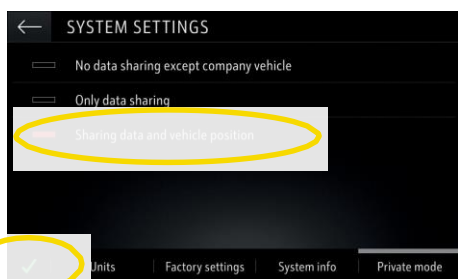 SYSTEM SETTINGS
No data sharing except company vehicle
Only data sharing
Sharing data and vehicle position
Units Factory settings System info Private mode